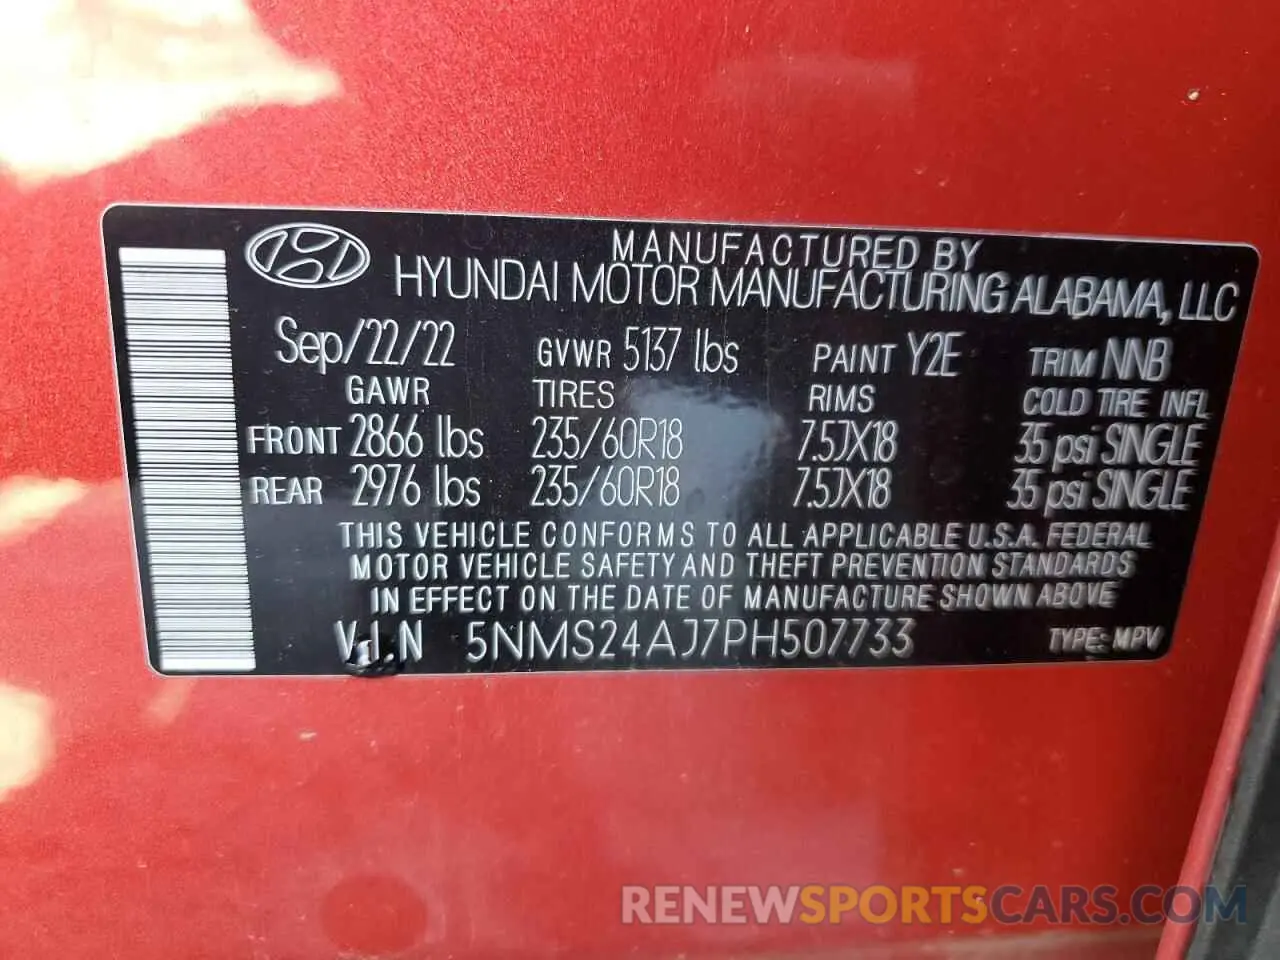 MANUFACTURED BY
HYUNDAI MOTOR MANUFACTURING ALABAMA, LLC
Sep/22/22 GVWR 5137 lbs PAINT Y2E TRIM NNB
GAWR TIRES RIMS COLD TIRE INFL
FRONT 2866 lbs 235/60R18 7.5JX18 35 psi SINGLE
REAR 2976 lbs 235/60R18 7.5JX18 35 psi SINGLE
THIS VEHICLE CONFORMS TO ALL APPLICABLE U.S.A. FEDERAL
MOTOR VEHICLE SAFETY AND THEFT PREVENTION STANDARDS
IN EFFECT ON THE DATE OF MANUFACTURE SHOWN ABOVE
V I N 5NMS24AJ7PH507733 TYPE: MPV
RENEWSPORTSCARS.COM